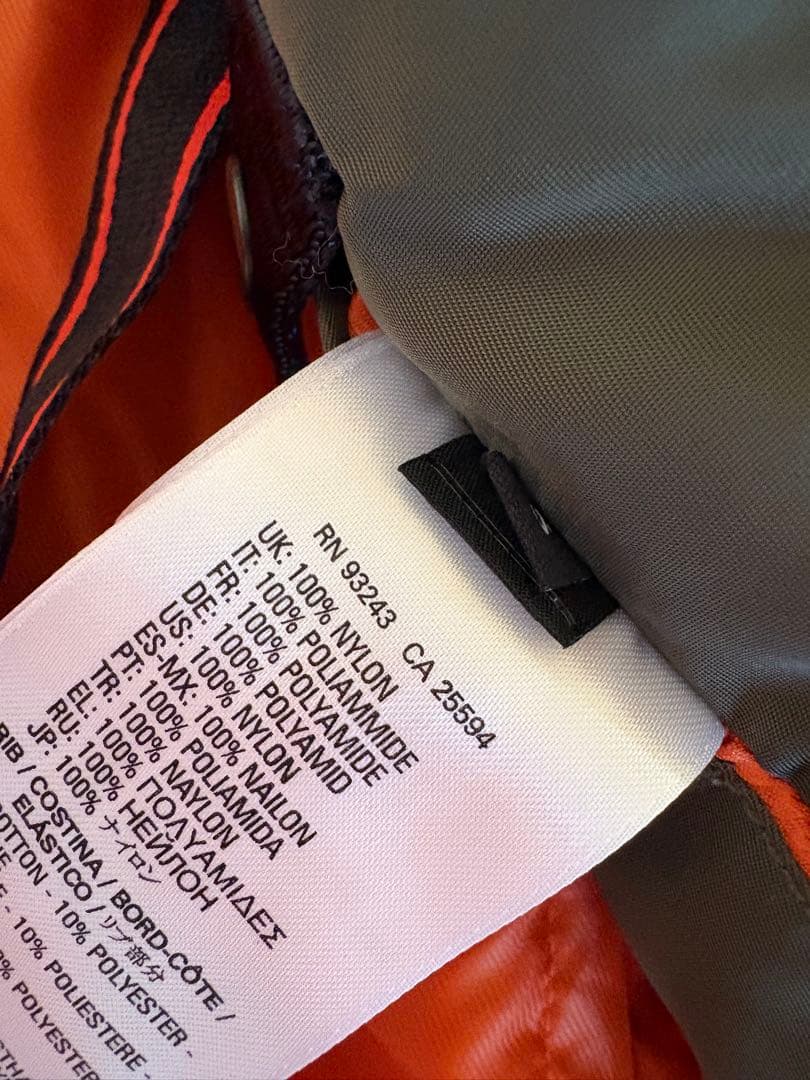 RN 93243 CA 25594
UK: 100% NYLON
IT: 100% POLIAMMIDE
FR: 100% POLYAMIDE
DE: 100% POLYAMID
US: 100% NYLON
ES-MX: 100% NAILON
PT: 100% POLIAMIDA
TR: 100% NAYLON
EL: 100% ΠΟΛΥΑΜΙΔΕΣ
RU: 100% НЕЙЛОН
JP: 100% ナイロン
RIB / COSTINA / BORD-CÔTE /
ELÁSTICO / リブ部分
COTTON - 10% POLYESTER -
- 10% POLIESTERE -
% POLYESTER